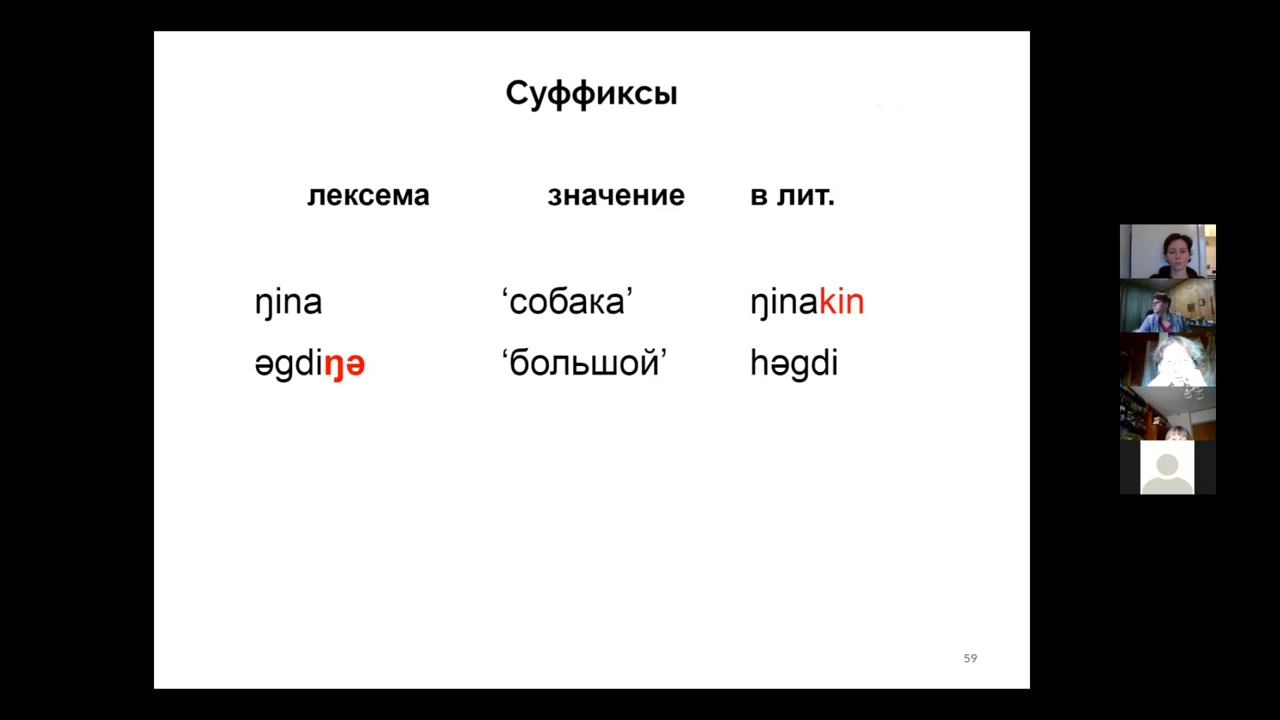 Суффиксы
лексема значение в лит.
ŋina ‘собака’ ŋinakin
əgdiŋə ‘большой’ həgdi
59